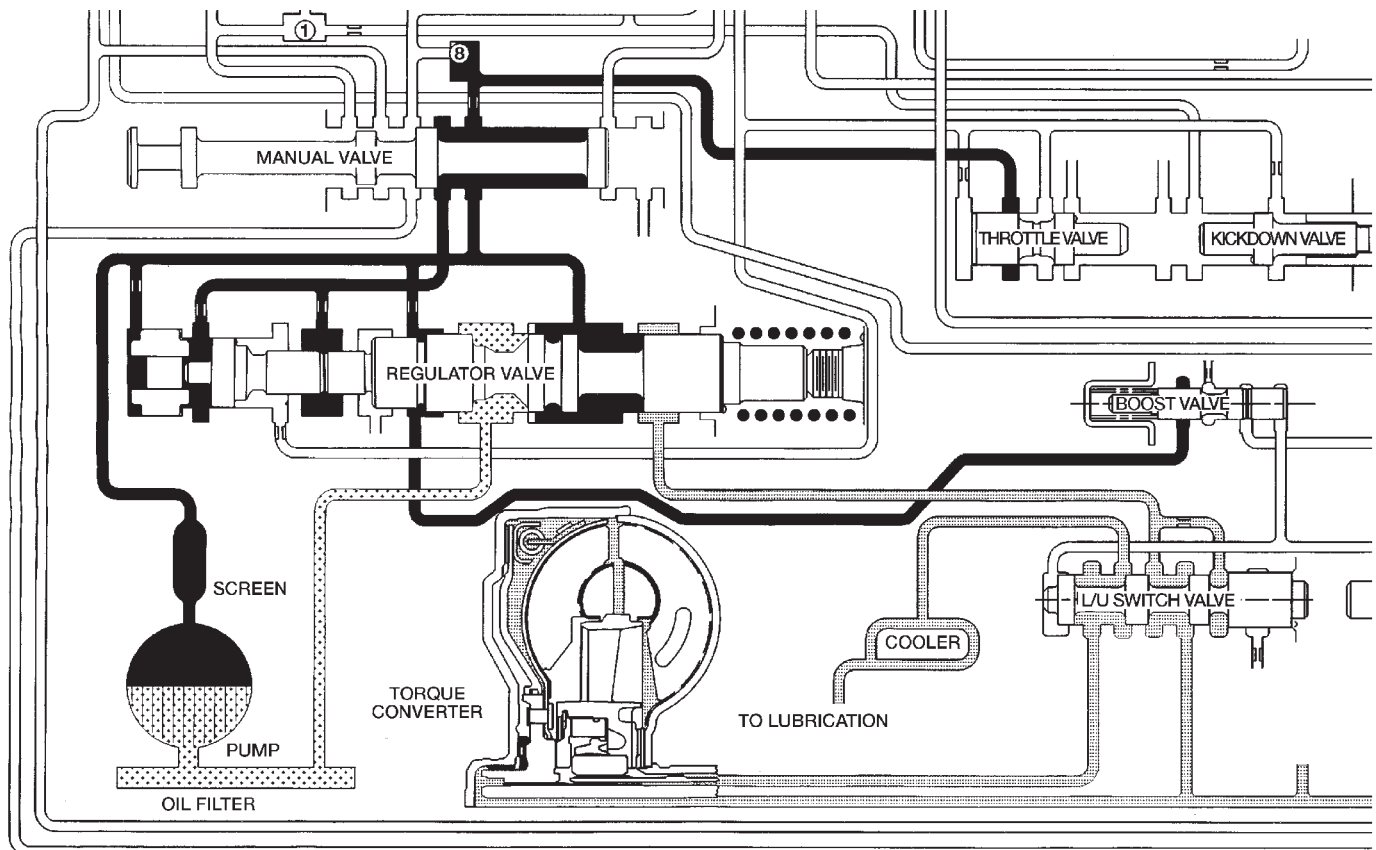 1
8
MANUAL VALVE
THROTTLE VALVE
KICKDOWN VALVE
REGULATOR VALVE
BOOST VALVE
SCREEN
L/U SWITCH VALVE
COOLER
TORQUE
CONVERTER
TO LUBRICATION
PUMP
OIL FILTER